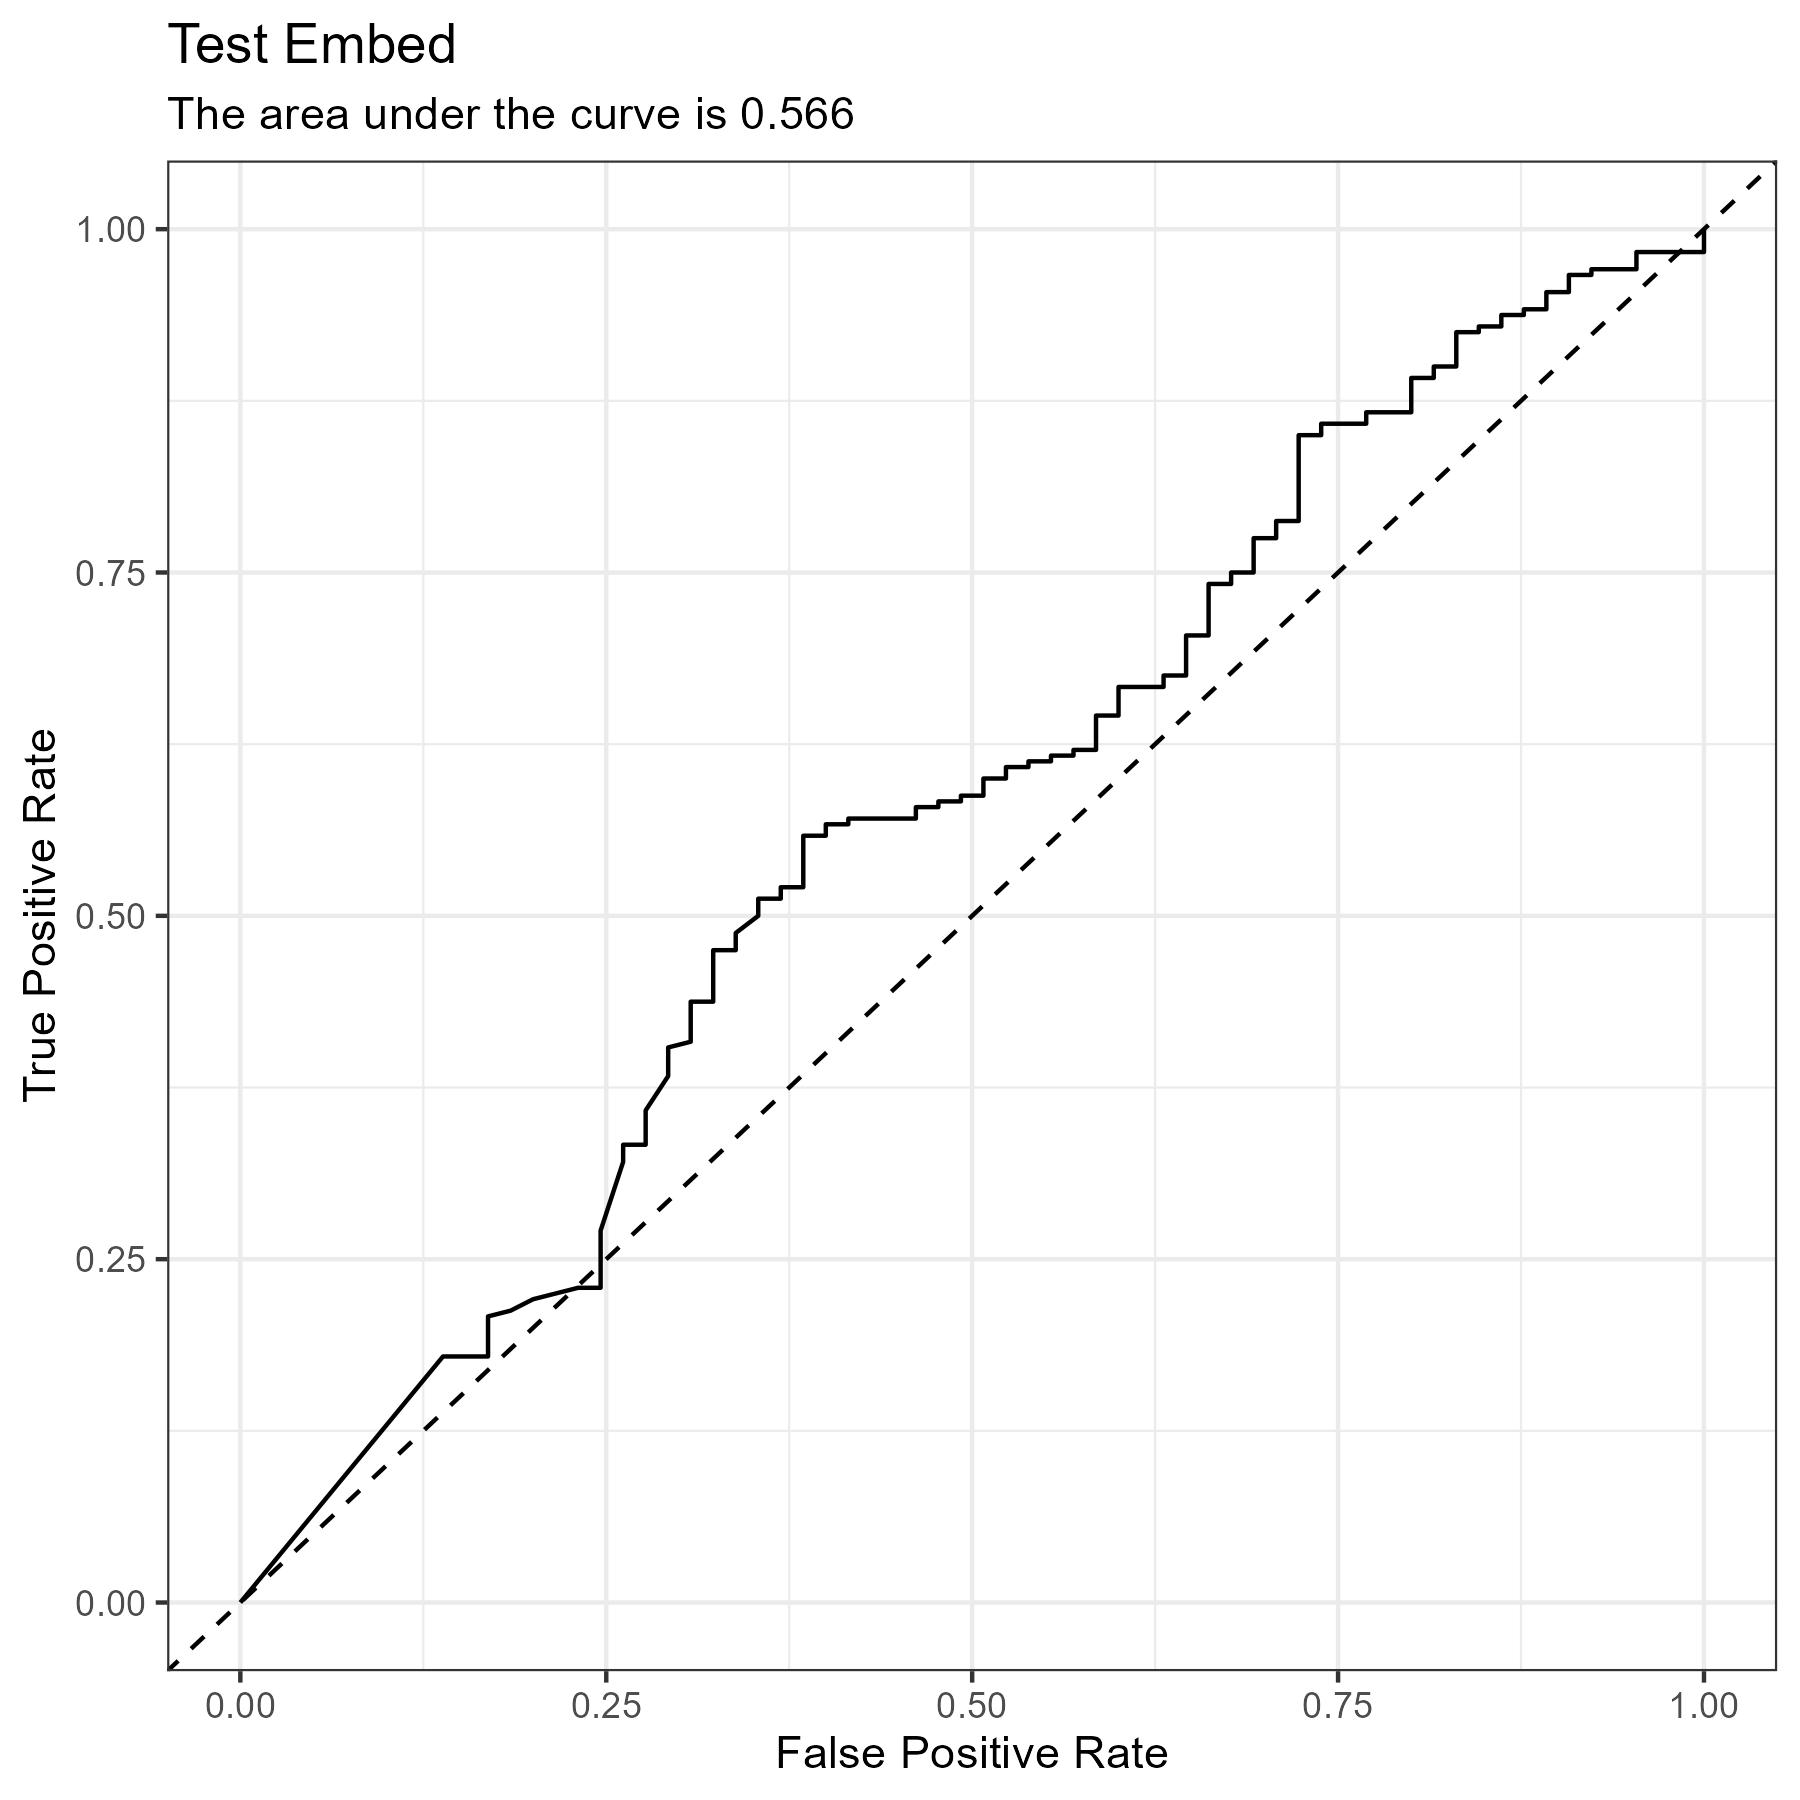 Test Embed
The area under the curve is 0.566
1.00
0.75
0.50
0.25
0.00
True Positive Rate
0.00 0.25 0.50 0.75 1.00
False Positive Rate